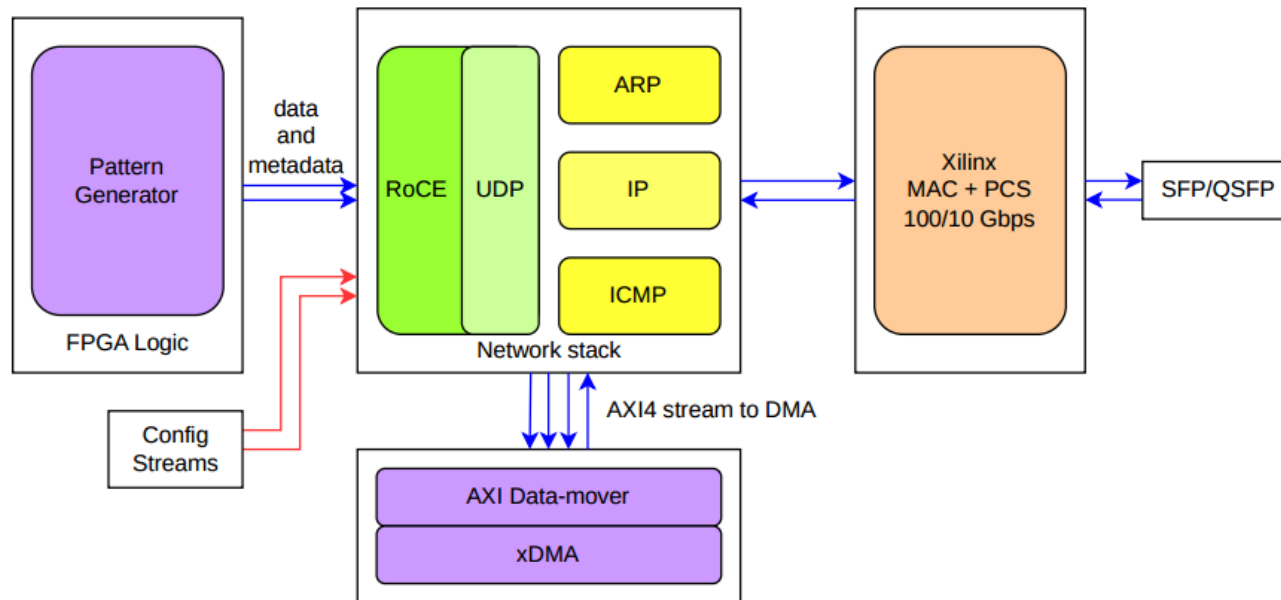 Pattern
Generator
FPGA Logic
data
and
metadata
Config
Streams
RoCE
UDP
ARP
IP
ICMP
Network stack
AXI4 stream to DMA
AXI Data-mover
xDMA
Xilinx
MAC + PCS
100/10 Gbps
SFP/QSFP